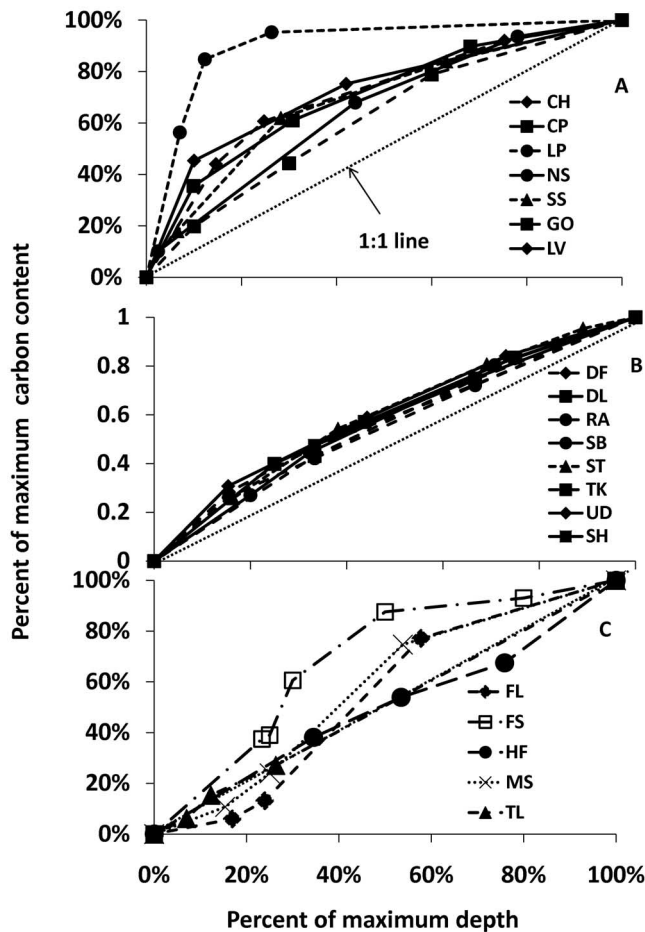 Percent of maximum carbon content
100%
80%
60%
40%
20%
0%
A
CH
CP
LP
NS
SS
GO
LV
1:1 line
1
0.8
0.6
0.4
0.2
0
B
DF
DL
RA
SB
ST
TK
UD
SH
100%
80%
60%
40%
20%
0%
C
FL
FS
HF
MS
TL
0% 20% 40% 60% 80% 100%
Percent of maximum depth